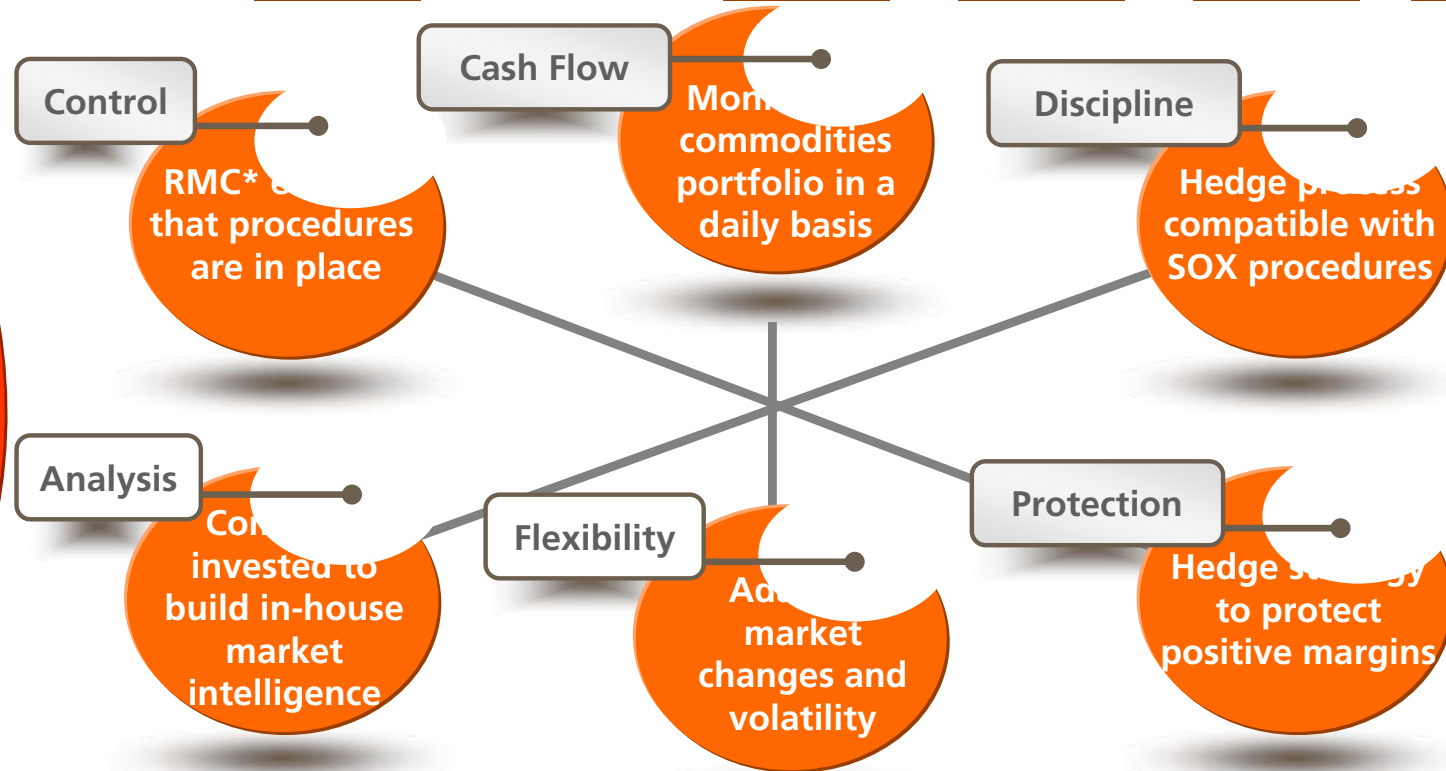 Control
RMC*
that procedures
are in place
Cash Flow
commodities
portfolio in a
daily basis
Discipline
Hedge process
compatible with
SOX procedures
Analysis
invested to
build in-house
market
intelligence
Flexibility
market
changes and
volatility
Protection
Hedge
to protect
positive margins